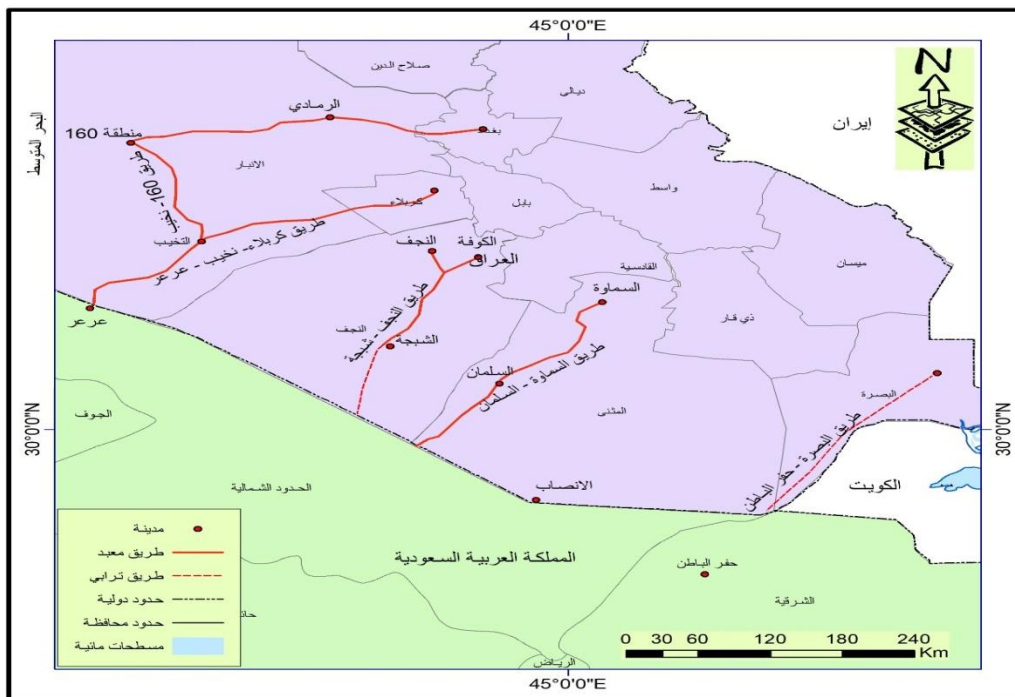 45°0'0"E
N
صلاح الدين
ديالى
إيران
الرمادي
بغداد
منطقة 160
البحر المتوسط
الانبار
واسط
طريق 160 - نخيب
كربلاء
بابل
النخيب
طريق كربلاء - نخيب - عرعر
النجف
الكوفة
العراق
القادسية
ميسان
السماوة
عرعر
طريق النجف - شبجة
النجف
ذي قار
الشبجة
السلمان
طريق السماوة - السلمان
المثنى
البصرة
الجوف
30°0'0"N
30°0'0"N
طريق البصرة - حفر الباطن
الكويت
الحدود الشمالية
الانصاب
مدينة
طريق معبد
طريق ترابي
حدود دولية
حدود محافظة
مسطحات مائية
المملكة العربية السعودية
حفر الباطن
الشرقية
الرياض
0 30 60 120 180 240
Km
45°0'0"E